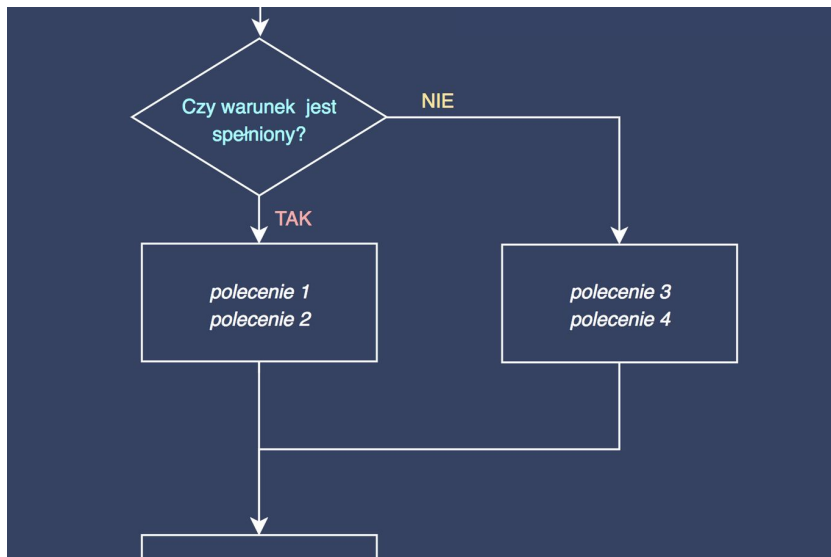 Czy warunek jest
spełniony?
NIE
TAK
polecenie 1
polecenie 2
polecenie 3
polecenie 4